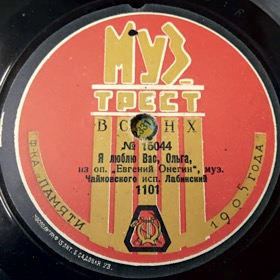 МУЗ
ТРЕСТ
ВСНХ
№ 15044
Я люблю Вас, Ольга,
из оп. „Евгений Онегин", муз.
Чайковского исп. Лабинский
1101
Ф-КА ПАМЯТИ 1905 ГОДА